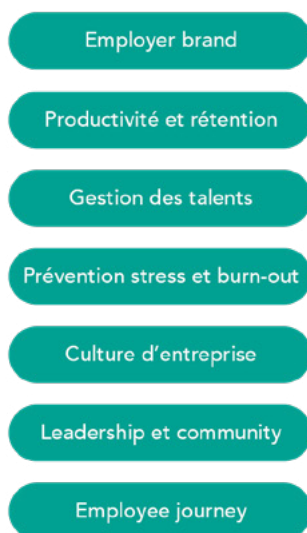 Employer brand
Productivité et rétention
Gestion des talents
Prévention stress et burn-out
Culture d'entreprise
Leadership et community
Employee journey